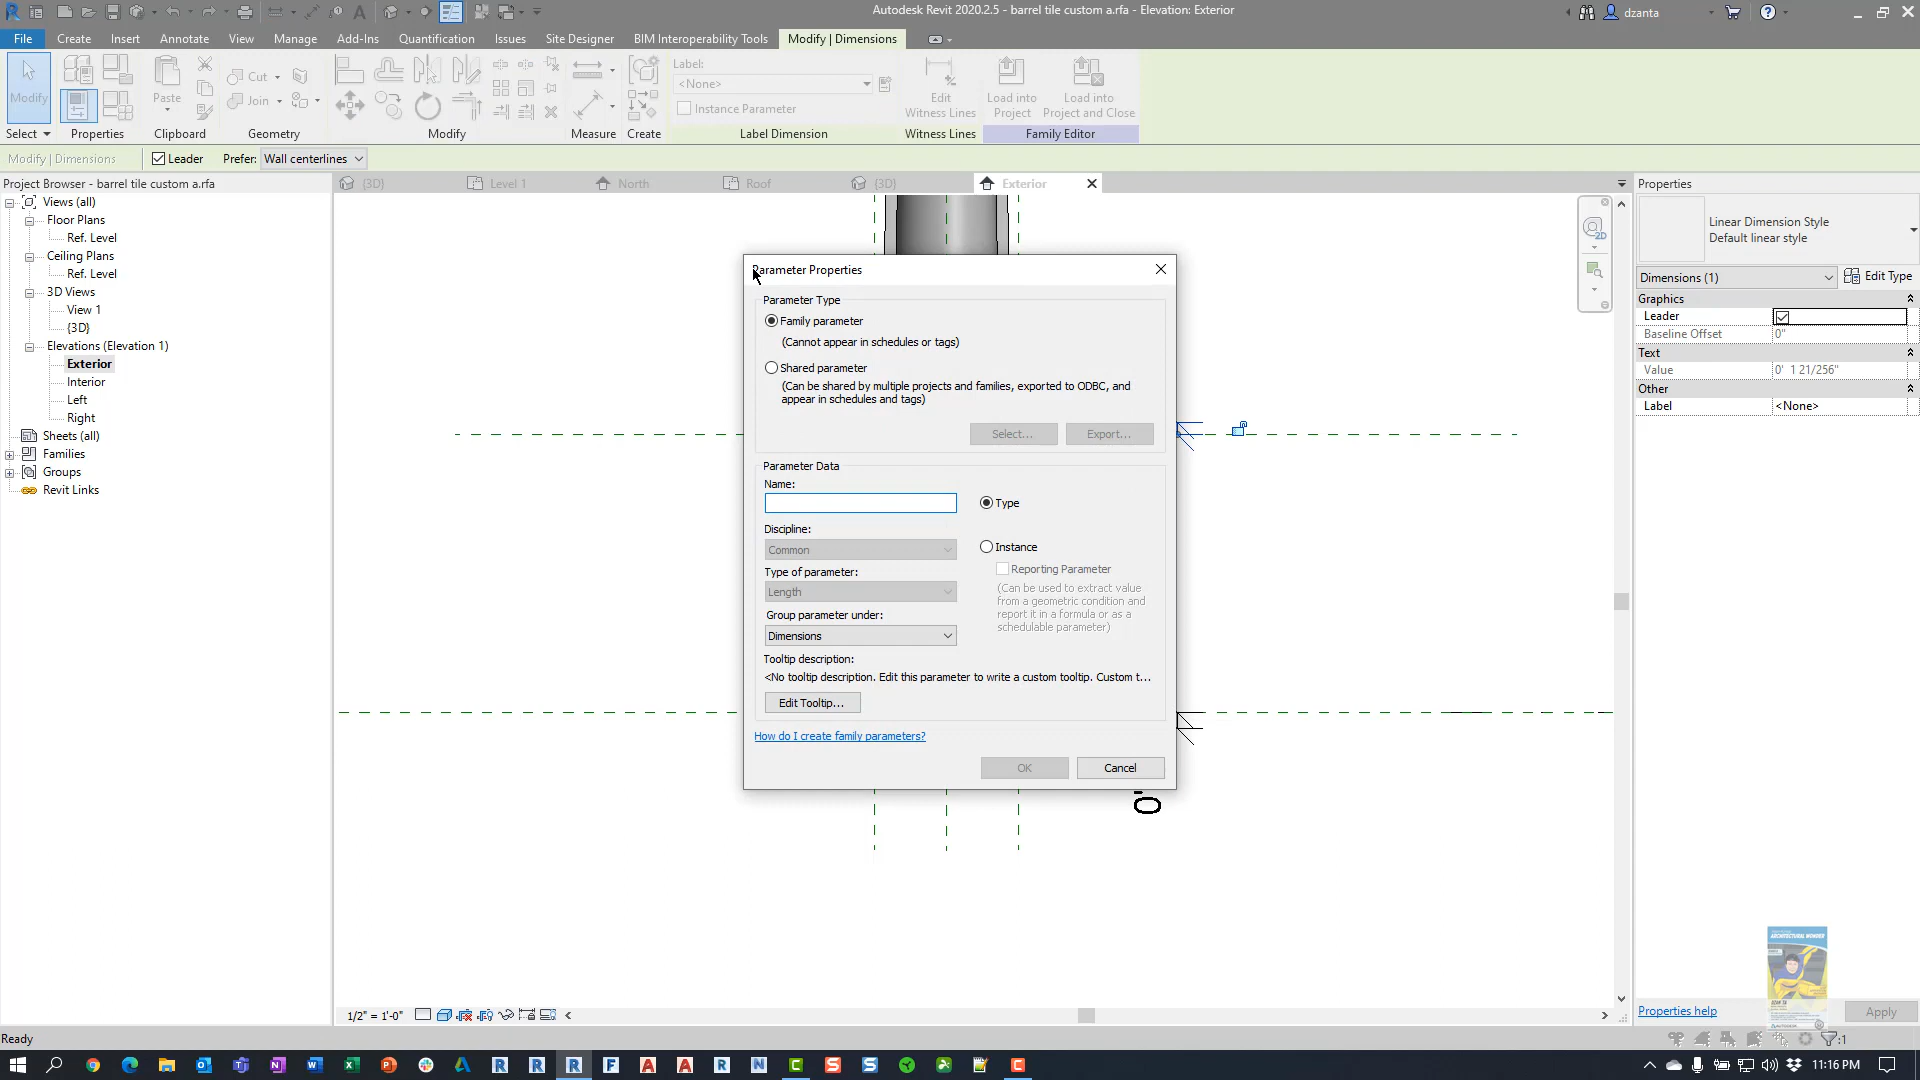 Autodesk Revit 2020.2.5 - barrel tile custom a.rfa - Elevation: Exterior
dzanta
File Create Insert Annotate View Manage Add-Ins Quantification Issues Site Designer BIM Interoperability Tools Modify | Dimensions
Modify
Paste
Cut
Join
Label:
<None>
Instance Parameter
Edit
Witness Lines
Load into
Project
Load into
Project and Close
Select Properties Clipboard Geometry Modify Measure Create Label Dimension Witness Lines Family Editor
Modify | Dimensions Leader Prefer: Wall centerlines
Project Browser - barrel tile custom a.rfa
{3D} Level 1 North Roof {3D} Exterior
Views (all)
Floor Plans
Ref. Level
Ceiling Plans
Ref. Level
3D Views
View 1
{3D}
Elevations (Elevation 1)
Exterior
Interior
Left
Right
Sheets (all)
Families
Groups
Revit Links
Parameter Properties
Parameter Type
Family parameter
(Cannot appear in schedules or tags)
Shared parameter
(Can be shared by multiple projects and families, exported to ODBC, and
appear in schedules and tags)
Select... Export...
Parameter Data
Name:
Type
Discipline:
Common
Instance
Reporting Parameter
(Can be used to extract value
from a geometric condition and
report it in a formula or as a
schedulable parameter)
Type of parameter:
Length
Group parameter under:
Dimensions
Tooltip description:
<No tooltip description. Edit this parameter to write a custom tooltip. Custom t...
Edit Tooltip...
How do I create family parameters?
OK Cancel
0
2D
Properties
Linear Dimension Style
Default linear style
Dimensions (1) Edit Type
Graphics
Leader
Baseline Offset 0"
Text
Value 0' 1 21/256"
Other
Label <None>
Properties help Apply
ARCHITECTURAL WONDER
1/2" = 1'-0"
Ready
:1
11:16 PM